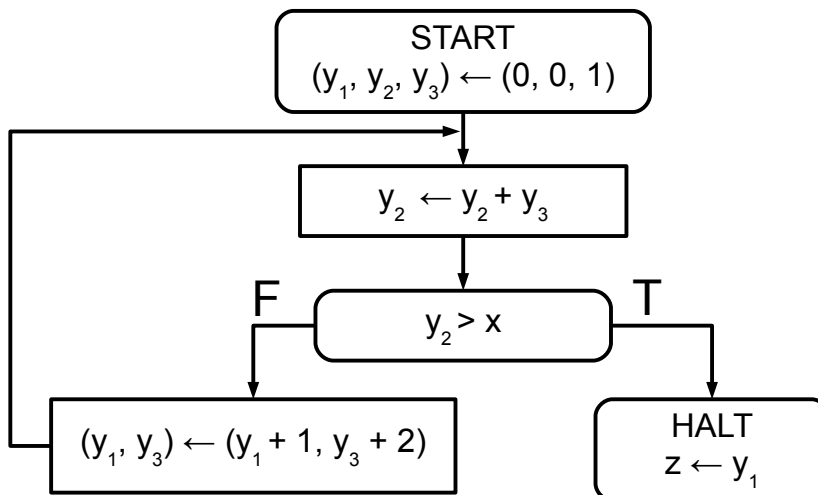 START
(y₁, y₂, y₃) ← (0, 0, 1)
y₂ ← y₂ + y₃
F
T
y₂ > x
(y₁, y₃) ← (y₁ + 1, y₃ + 2)
HALT
z ← y₁